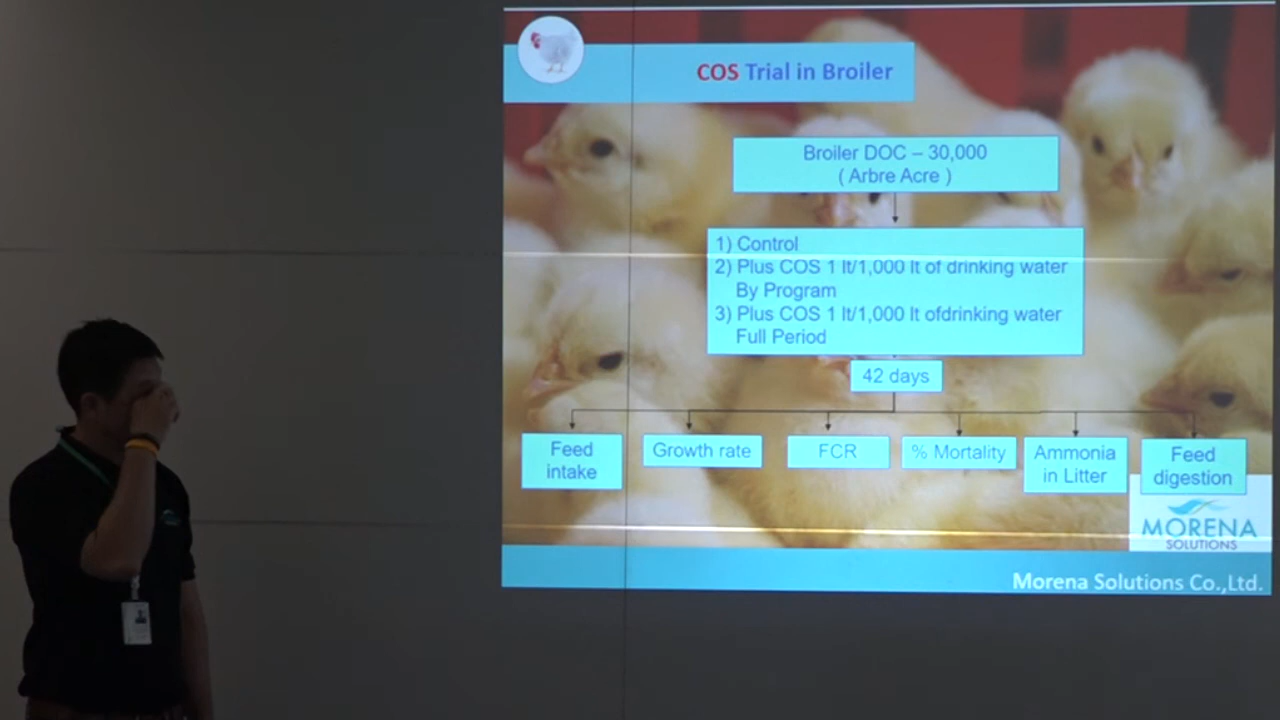 COS Trial in Broiler
Broiler DOC – 30,000
( Arbre Acre )
1) Control
2) Plus COS 1 lt/1,000 lt of drinking water
By Program
3) Plus COS 1 lt/1,000 lt ofdrinking water
Full Period
42 days
Feed
intake
Growth rate
FCR
% Mortality
Ammonia
in Litter
Feed
digestion
MORENA
SOLUTIONS
Morena Solutions Co.,Ltd.